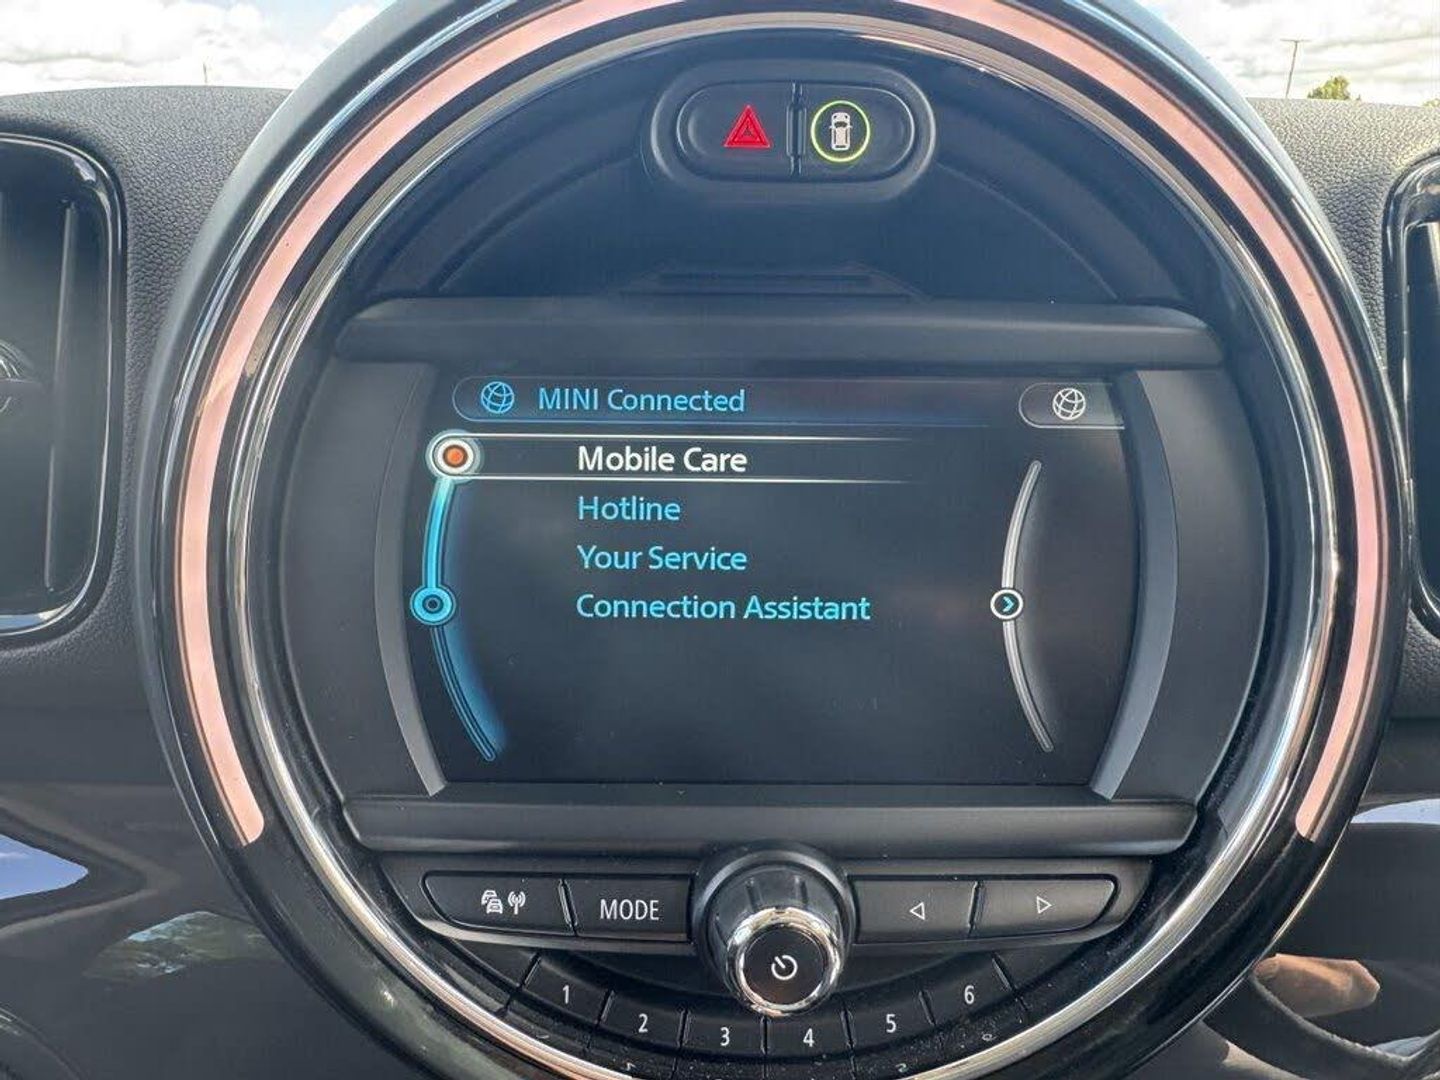 MINI Connected
Mobile Care
Hotline
Your Service
Connection Assistant
MODE
1
2
3
4
5
6